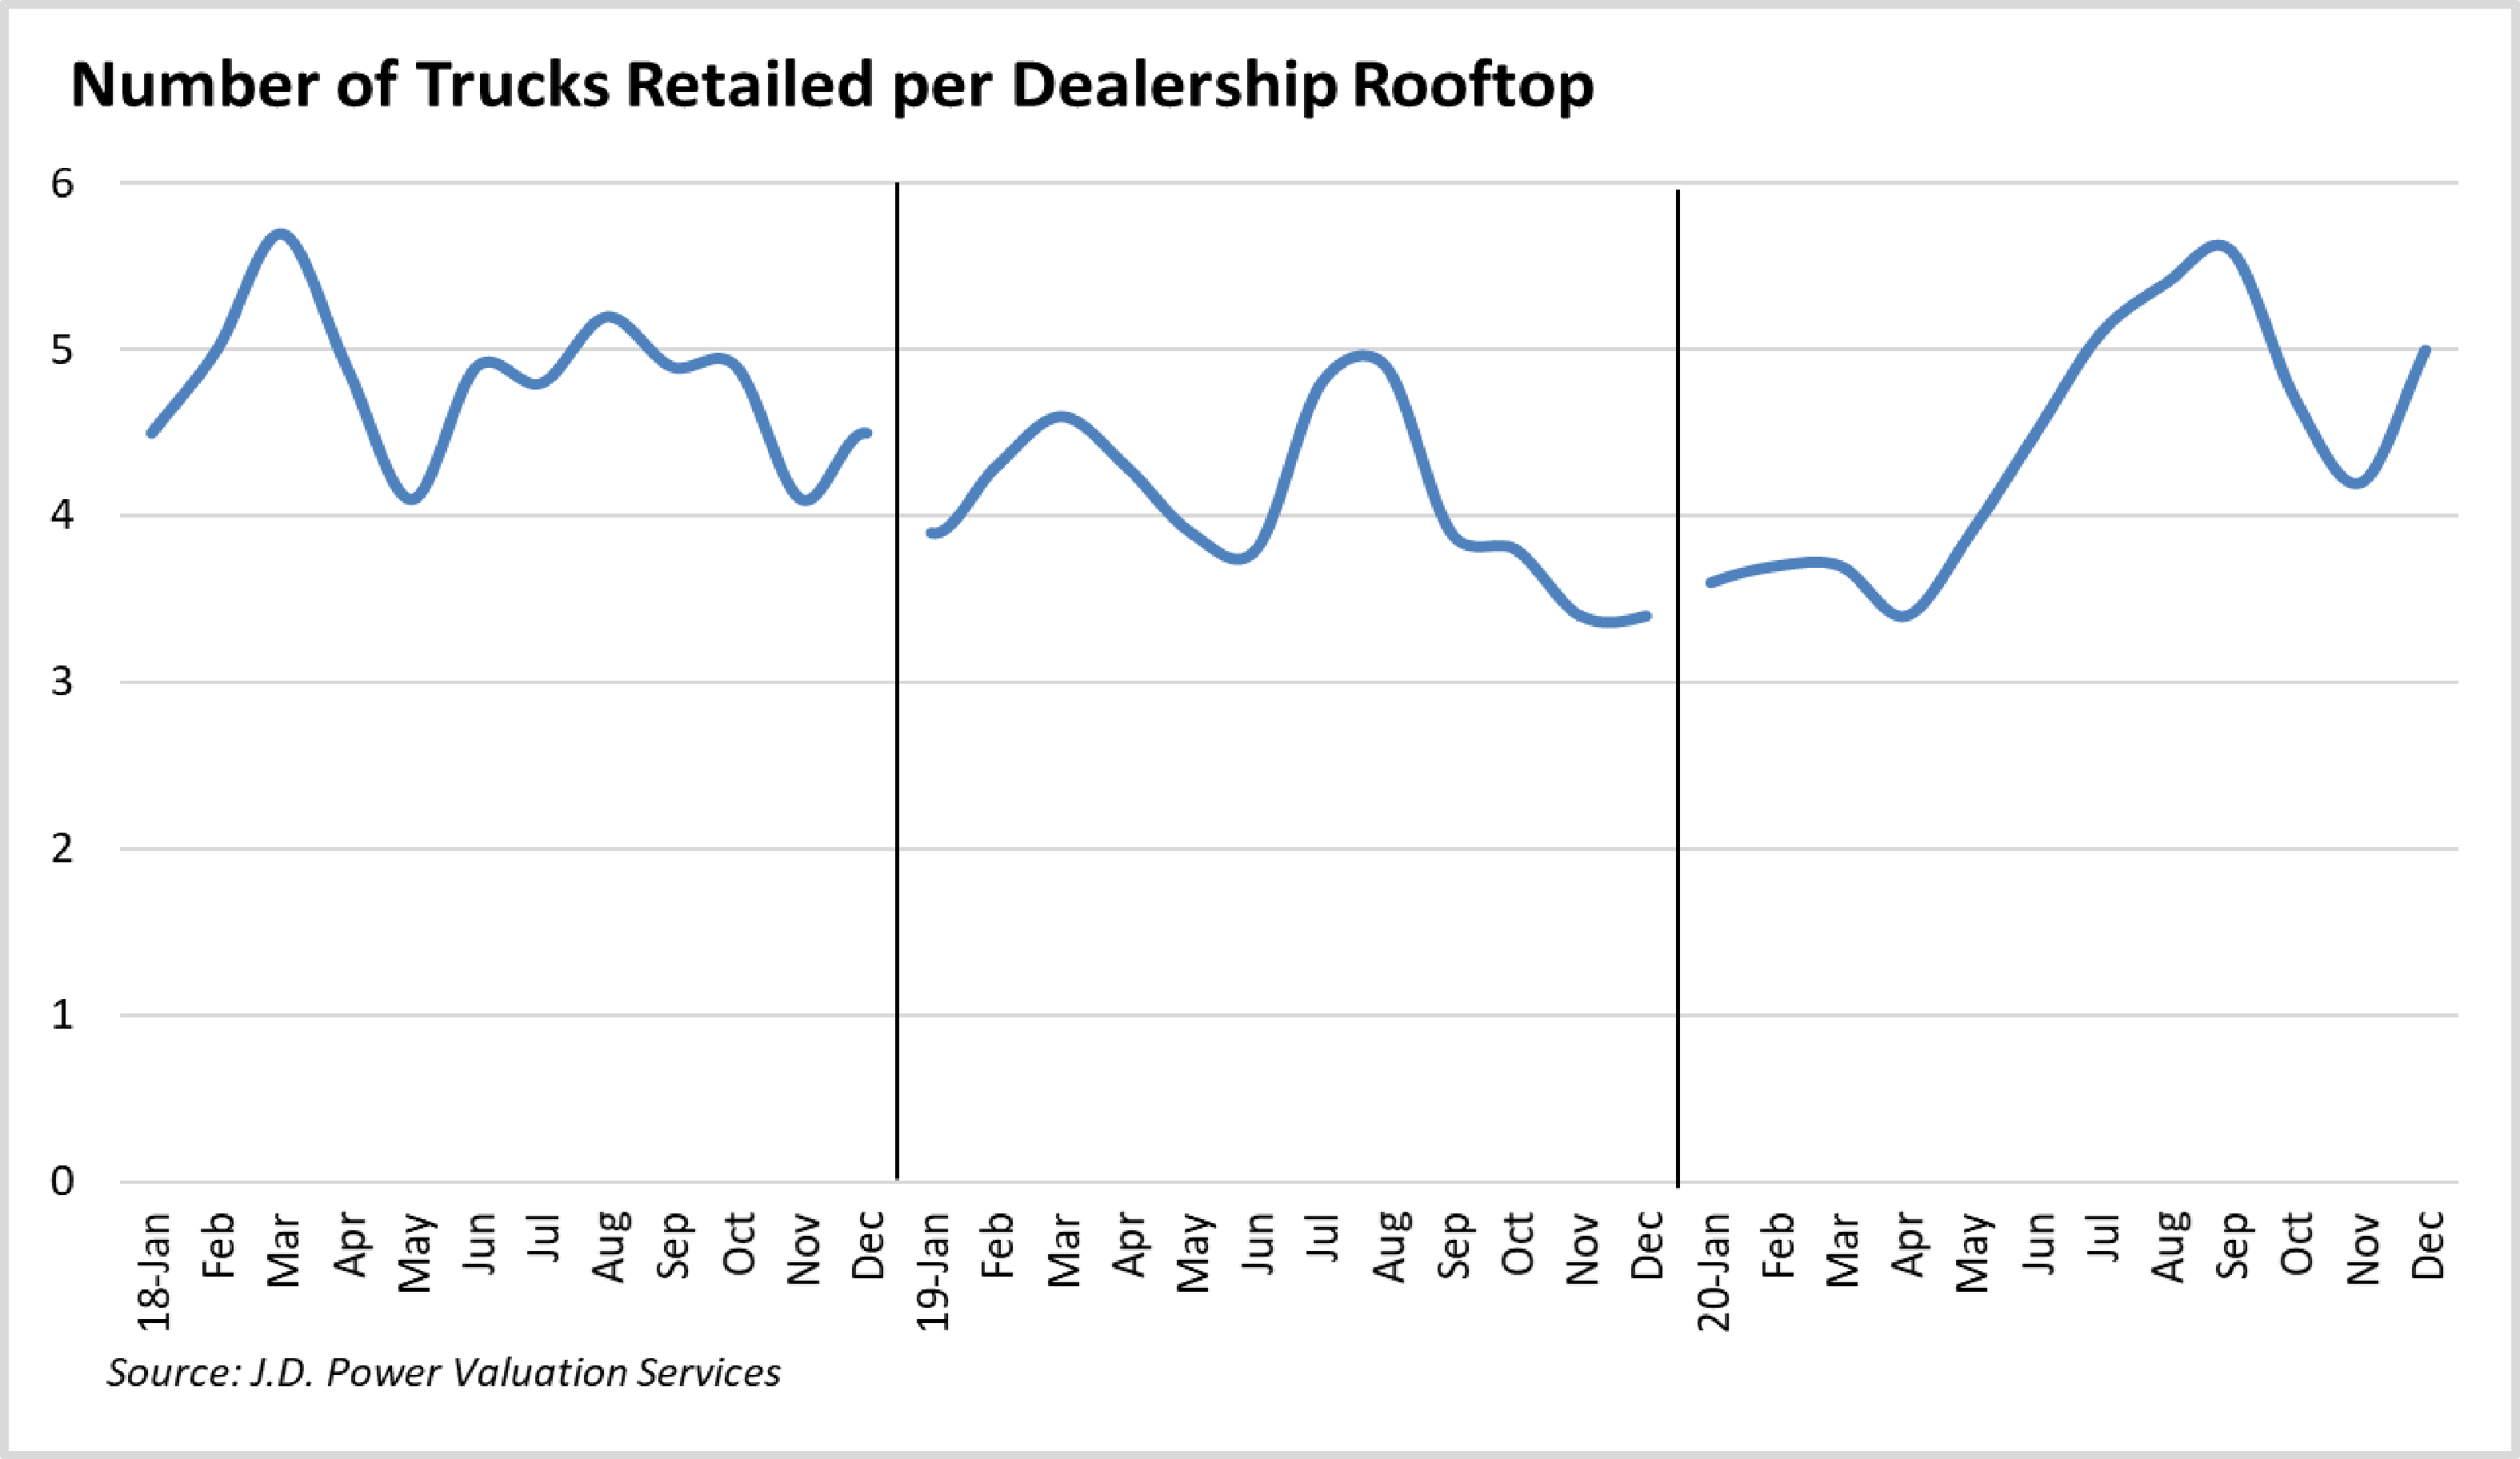 Number of Trucks Retailed per Dealership Rooftop
6
5
4
3
2
1
0
18-Jan
Feb
Mar
Apr
May
Jun
Jul
Aug
Sep
Oct
Nov
Dec
19-Jan
Feb
Mar
Apr
May
Jun
Jul
Aug
Sep
Oct
Nov
Dec
20-Jan
Feb
Mar
Apr
May
Jun
Jul
Aug
Sep
Oct
Nov
Dec
Source: J.D. Power Valuation Services